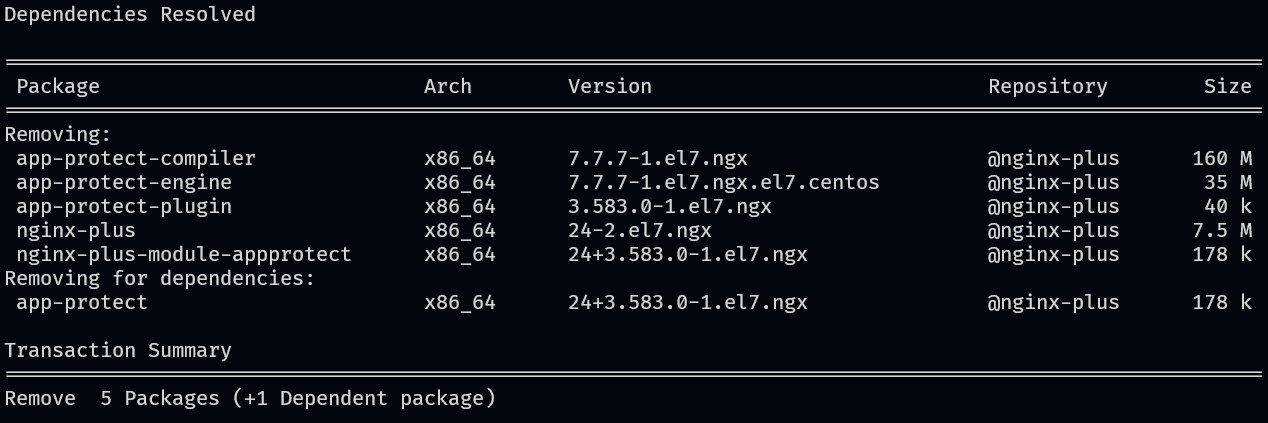 Dependencies Resolved
Package Arch Version Repository Size
Removing:
app-protect-compiler x86_64 7.7.7-1.el7.ngx @nginx-plus 160 M
app-protect-engine x86_64 7.7.7-1.el7.ngx.el7.centos @nginx-plus 35 M
app-protect-plugin x86_64 3.583.0-1.el7.ngx @nginx-plus 40 k
nginx-plus x86_64 24-2.el7.ngx @nginx-plus 7.5 M
nginx-plus-module-appprotect x86_64 24+3.583.0-1.el7.ngx @nginx-plus 178 k
Removing for dependencies:
app-protect x86_64 24+3.583.0-1.el7.ngx @nginx-plus 178 k
Transaction Summary
Remove 5 Packages (+1 Dependent package)